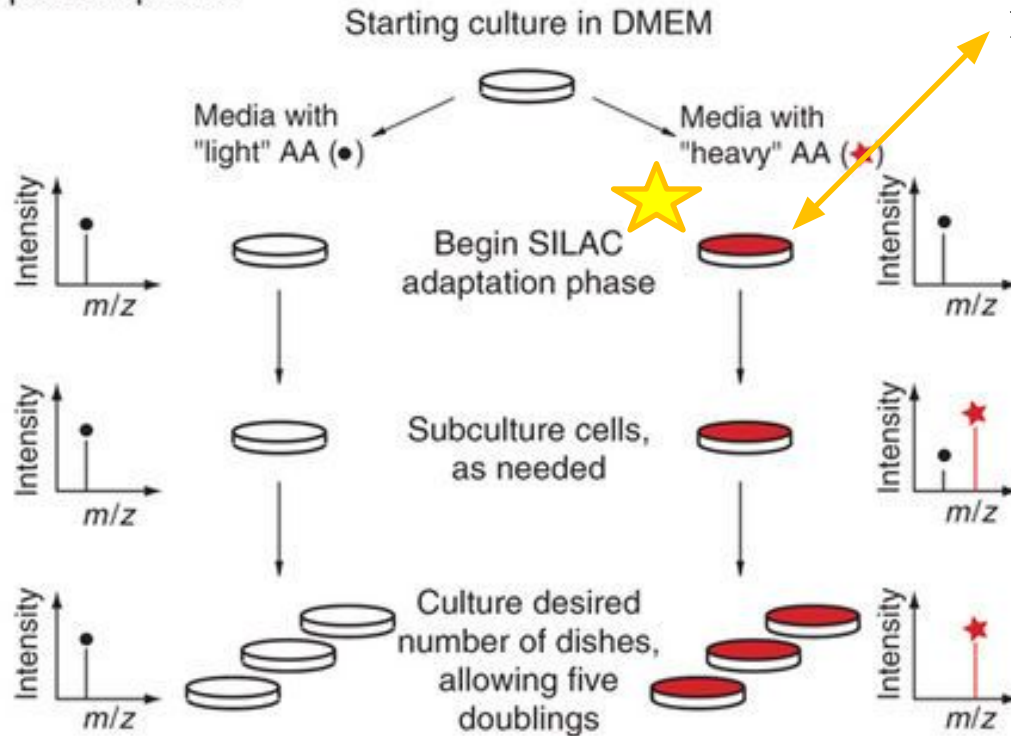 Starting culture in DMEM
Media with
"light" AA (●)
Media with
"heavy" AA (★)
Intensity
m/z
Begin SILAC
adaptation phase
Intensity
m/z
Intensity
m/z
Subculture cells,
as needed
Intensity
m/z
Intensity
m/z
Culture desired
number of dishes,
allowing five
doublings
Intensity
m/z